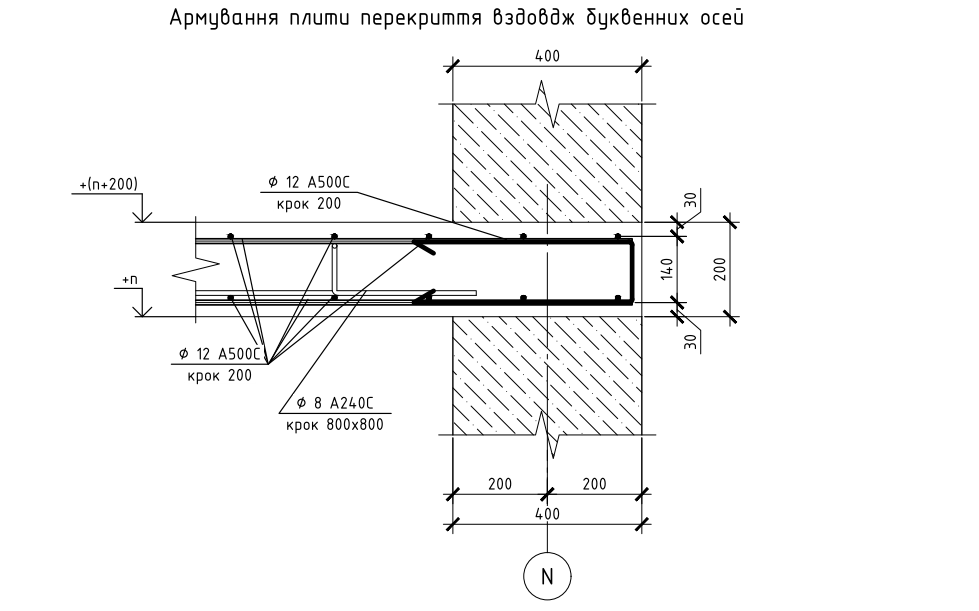 Армування плити перекриття вздовдж буквенних осей
400
+(n+200)
Ø 12 А500С
крок 200
30
140
200
+n
30
Ø 12 А500С
крок 200
Ø 8 А240С
крок 800х800
200
200
400
N